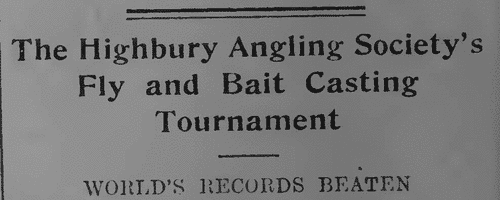 The Highbury Angling Society's
Fly and Bait Casting
Tournament
WORLD'S RECORDS BEATEN